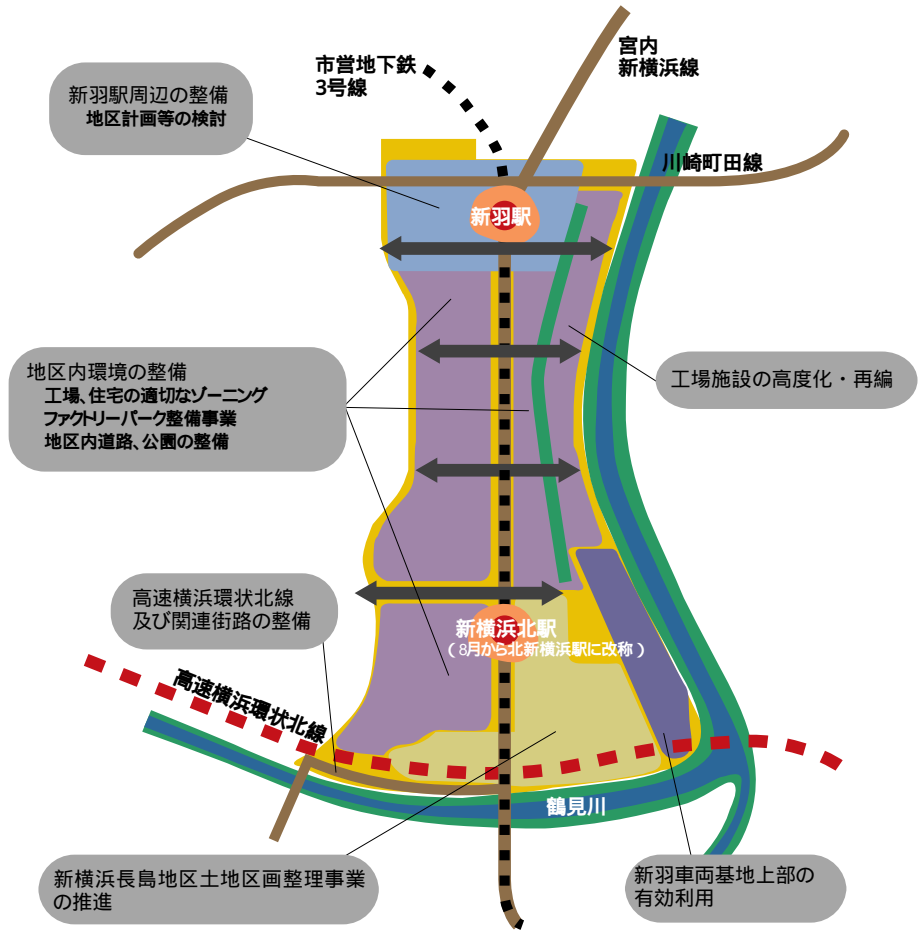 市営地下鉄
3号線
宮内
新横浜線
新羽駅周辺の整備
地区計画等の検討
川崎町田線
新羽駅
地区内環境の整備
工場、住宅の適切なゾーニング
ファクトリーパーク整備事業
地区内道路、公園の整備
工場施設の高度化・再編
高速横浜環状北線
及び関連街路の整備
新横浜北駅
(8月から北新横浜駅に改称)
高速横浜環状北線
鶴見川
新横浜長島地区土地区画整理事業
の推進
新羽車両基地上部の
有効利用